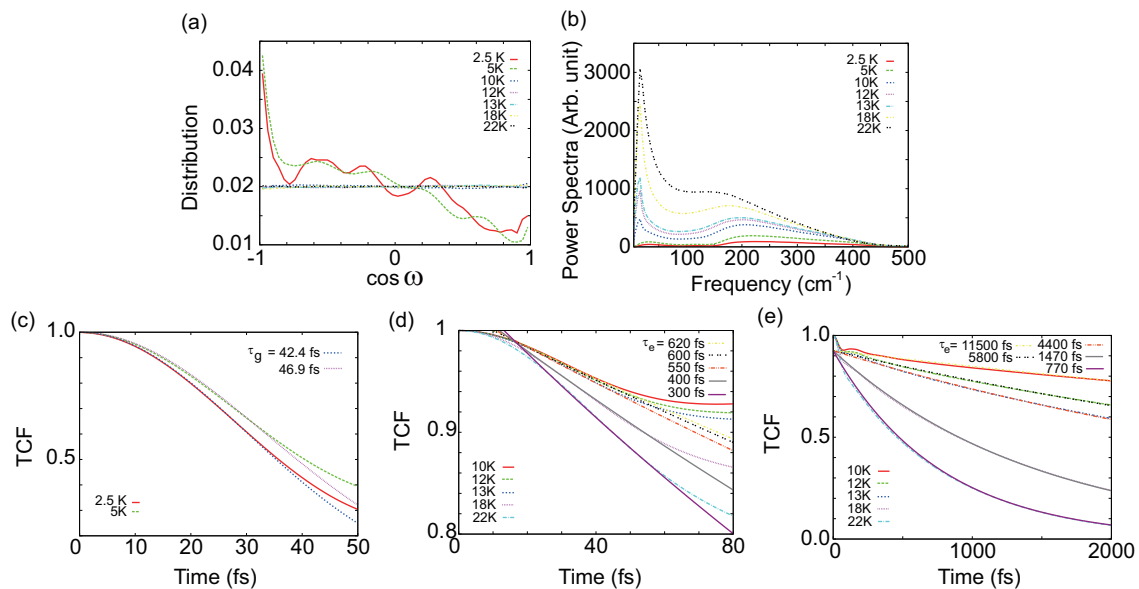 (a)
Distribution
0.04
0.03
0.02
0.01
-1
0
1
cos ω
2.5 K
5K
10K
12K
13K
18K
22K
(b)
Power Spectra (Arb. unit)
3000
2000
1000
0
100
200
300
400
500
Frequency (cm-1)
2.5 K
5K
10K
12K
13K
18K
22K
(c)
TCF
1.0
0.5
0
10
20
30
40
50
Time (fs)
τg = 42.4 fs
46.9 fs
2.5 K
5K
(d)
TCF
1
0.9
0.8
0
40
80
Time (fs)
τe= 620 fs
600 fs
550 fs
400 fs
300 fs
10K
12K
13K
18K
22K
(e)
TCF
1.0
0.5
0.0
0
1000
2000
Time (fs)
τe= 11500 fs 4400 fs
5800 fs 1470 fs
770 fs
10K
12K
13K
18K
22K